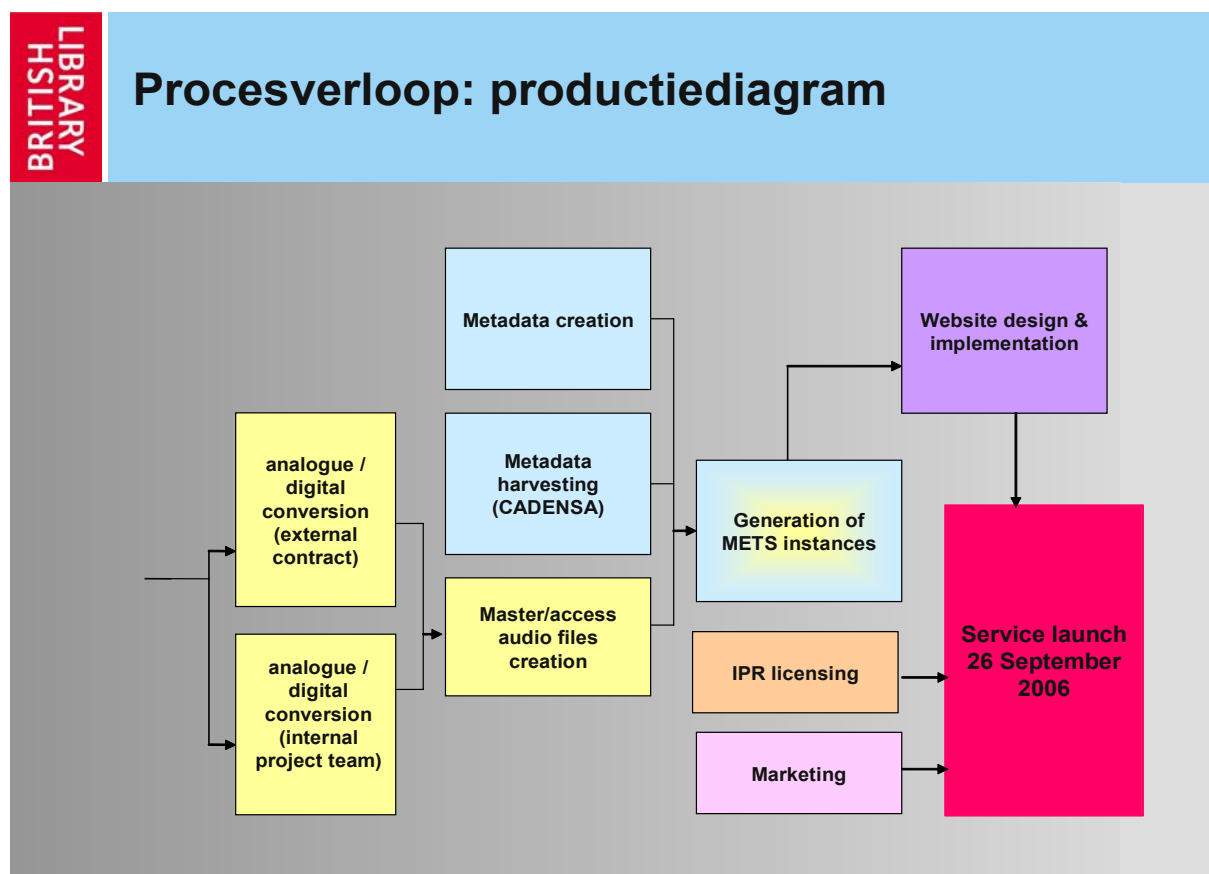 BRITISH
LIBRARY
Procesverloop: productiediagram
Metadata creation
Website design &
implementation
analogue /
digital
conversion
(external
contract)
Metadata
harvesting
(CADENSA)
Generation of
METS instances
analogue /
digital
conversion
(internal
project team)
Master/access
audio files
creation
IPR licensing
Marketing
Service launch
26 September
2006